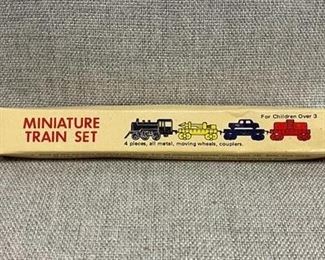 MINIATURE
TRAIN SET
For Children Over 3
4 pieces, all metal, moving wheels, couplers.